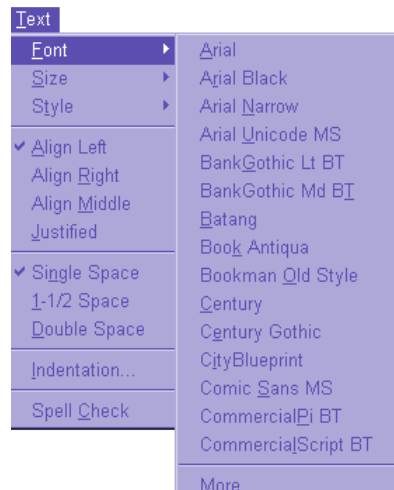 Text
Font
Size
Style
Align Left
Align Right
Align Middle
Justified
Single Space
1-1/2 Space
Double Space
Indentation...
Spell Check
Arial
Arial Black
Arial Narrow
Arial Unicode MS
BankGothic Lt BT
BankGothic Md BT
Batang
Book Antiqua
Bookman Old Style
Century
Century Gothic
CityBlueprint
Comic Sans MS
CommercialPi BT
CommercialScript BT
More